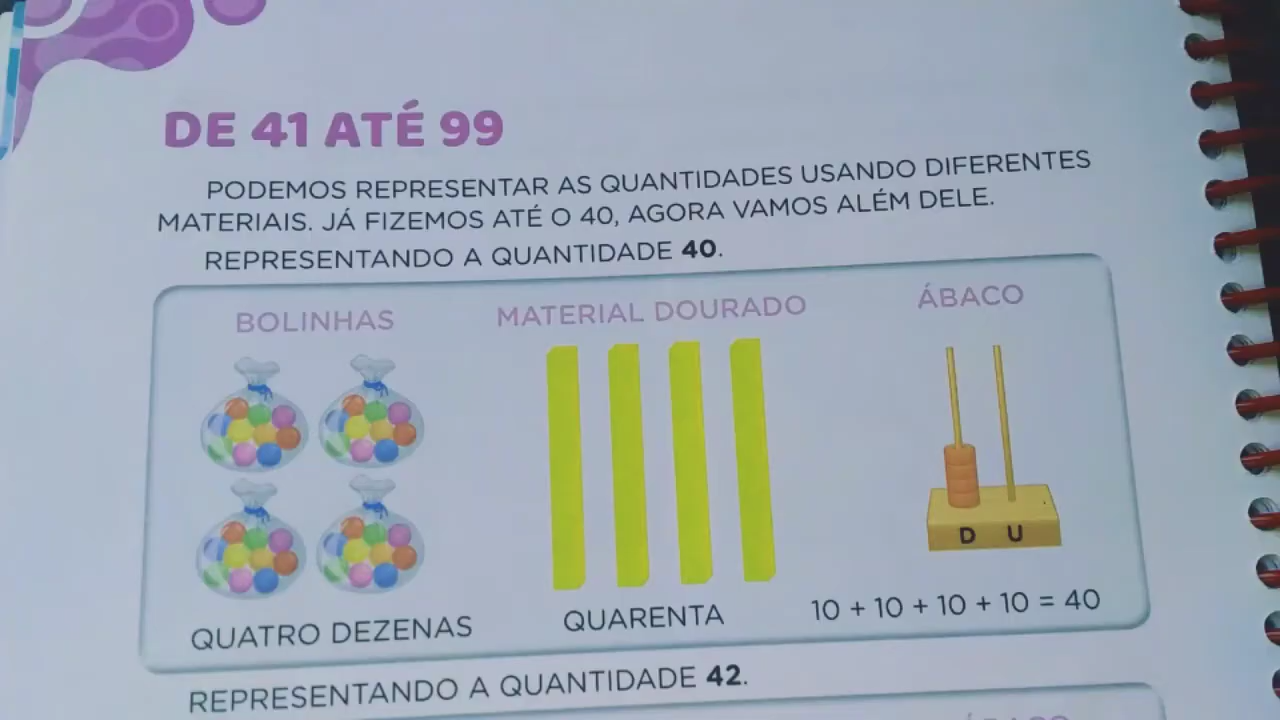 DE 41 ATÉ 99
PODEMOS REPRESENTAR AS QUANTIDADES USANDO DIFERENTES
MATERIAIS. JÁ FIZEMOS ATÉ O 40, AGORA VAMOS ALÉM DELE.
REPRESENTANDO A QUANTIDADE 40.
BOLINHAS
MATERIAL DOURADO
ÁBACO
D U
QUATRO DEZENAS
QUARENTA
10 + 10 + 10 + 10 = 40
REPRESENTANDO A QUANTIDADE 42.